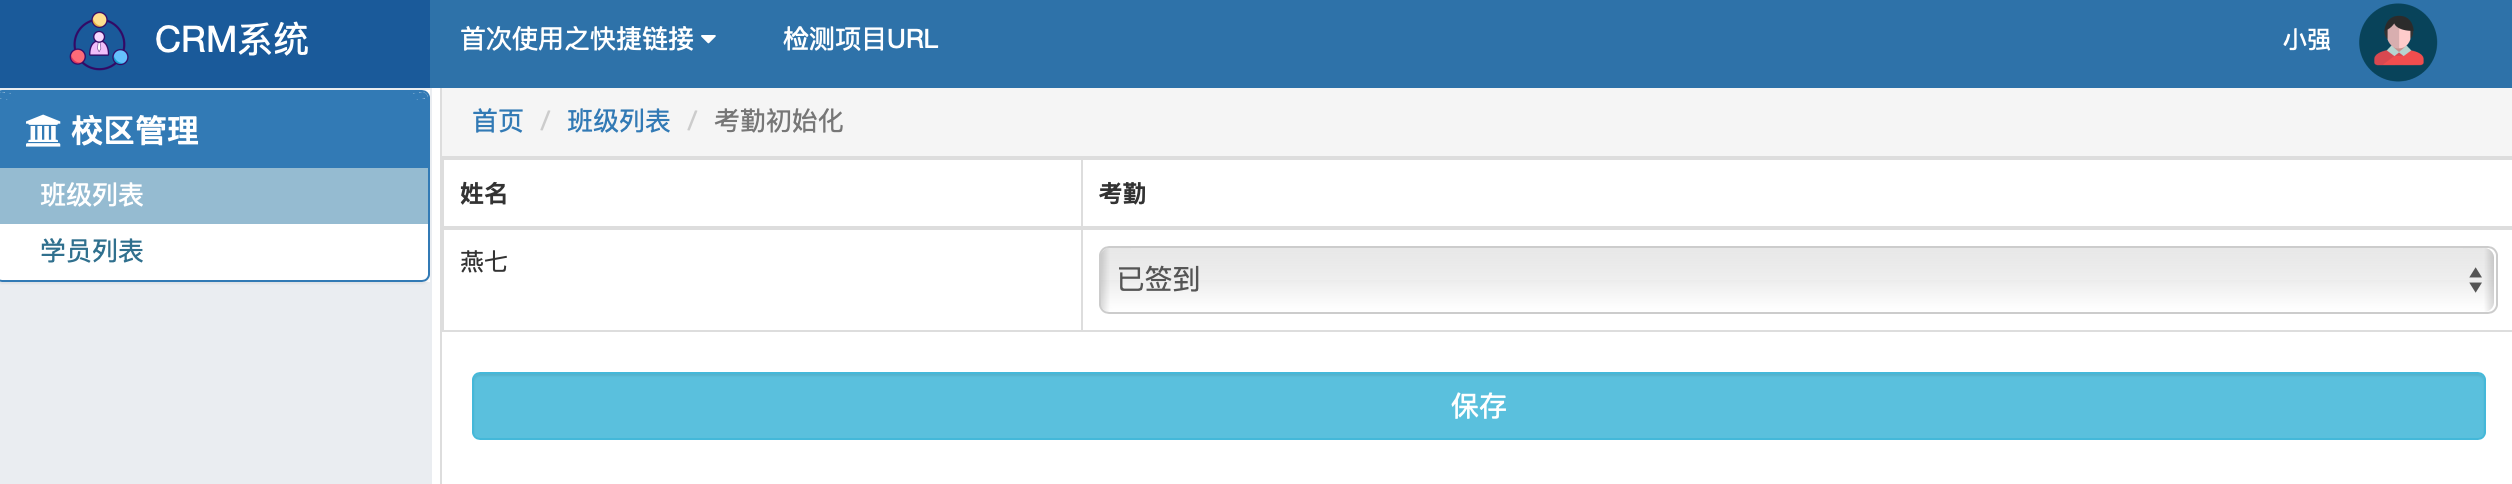 CRM系统
首次使用之快捷链接 检测项目URL 小强
校区管理
班级列表
学员列表
首页 / 班级列表 / 考勤初始化
姓名 考勤
燕七 已签到
保存